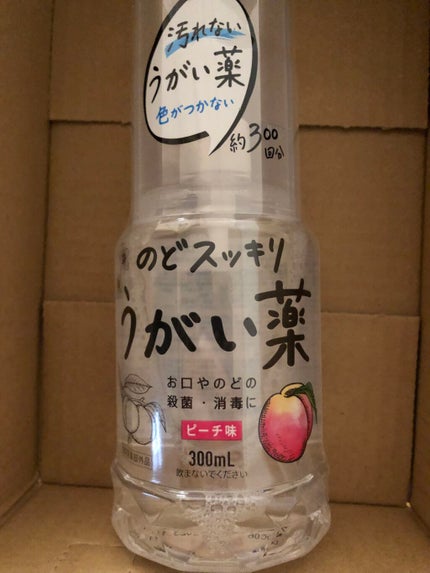 汚れない
うがい薬
色がつかない
約300
回分
のどスッキリ
うがい薬
お口やのどの
殺菌・消毒に
ピーチ味
300mL
飲まないでください